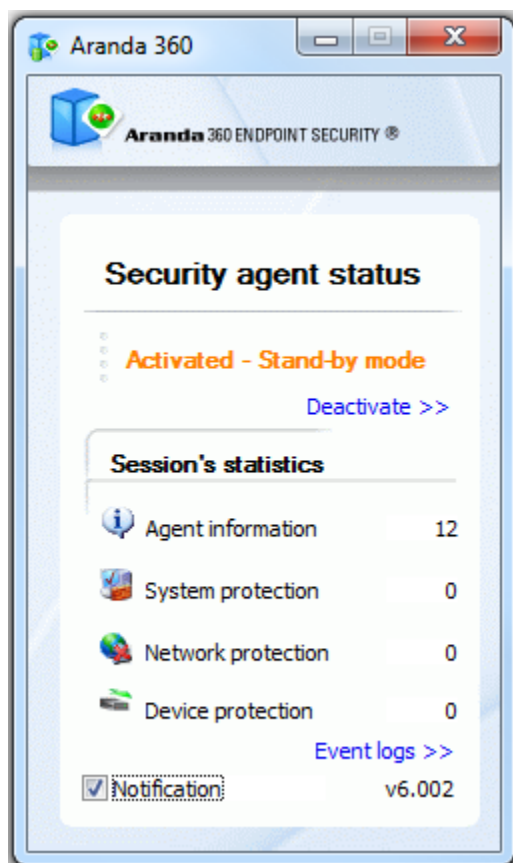 Aranda 360
Aranda 360 ENDPOINT SECURITY ®
Security agent status
Activated - Stand-by mode
Deactivate >>
Session's statistics
Agent information 12
System protection 0
Network protection 0
Device protection 0
Event logs >>
Notification v6.002